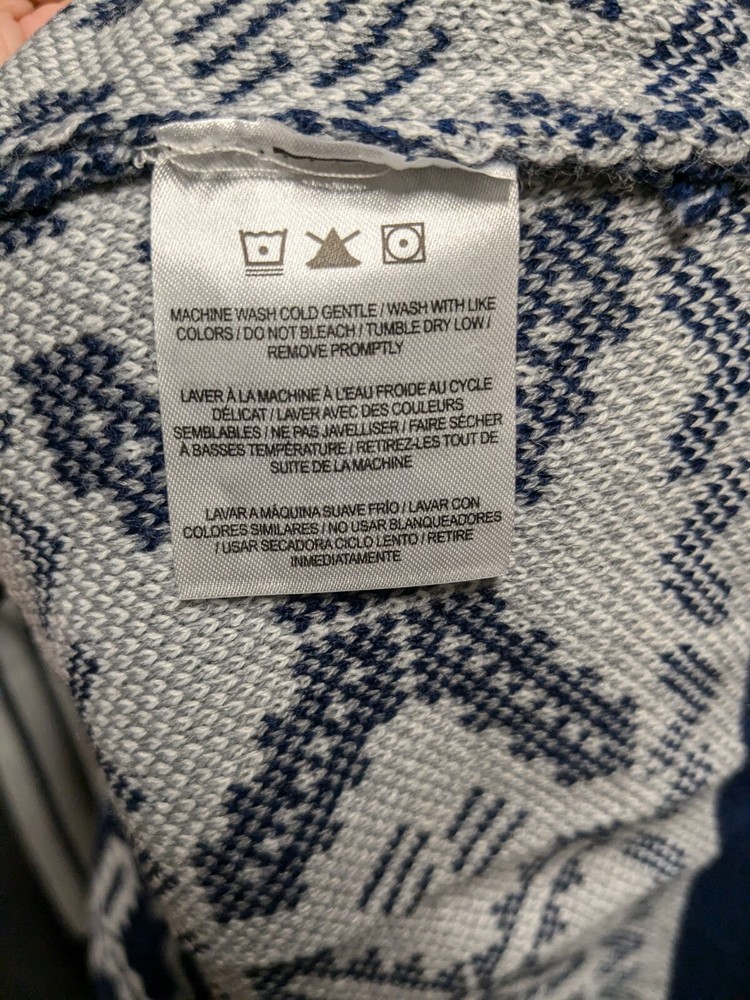 MACHINE WASH COLD GENTLE / WASH WITH LIKE
COLORS / DO NOT BLEACH / TUMBLE DRY LOW /
REMOVE PROMPTLY
LAVER À LA MACHINE À L'EAU FROIDE AU CYCLE
DÉLICAT / LAVER AVEC DES COULEURS
SEMBLABLES / NE PAS JAVELLISER / FAIRE SÉCHER
À BASSES TEMPÉRATURE / RETIREZ-LES TOUT DE
SUITE DE LA MACHINE
LAVAR A MÁQUINA SUAVE FRÍO / LAVAR CON
COLORES SIMILARES / NO USAR BLANQUEADORES
/ USAR SECADORA CICLO LENTO / RETIRE
INMEDIATAMENTE